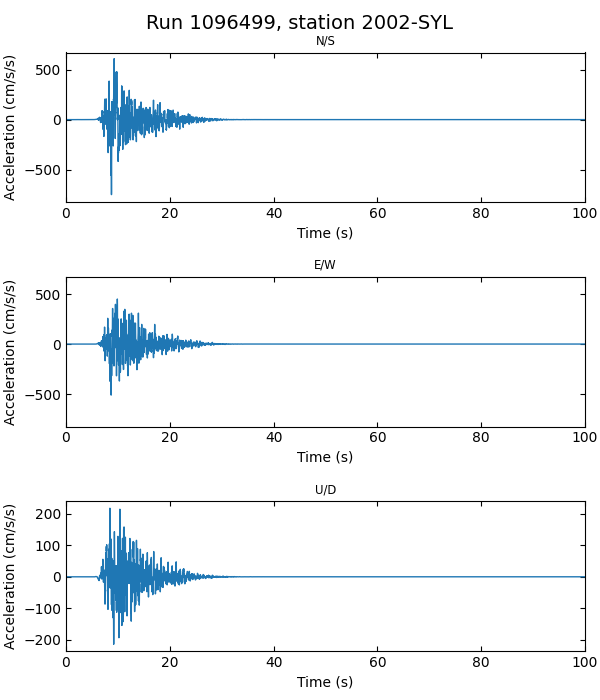 Run 1096499, station 2002-SYL
N/S
Acceleration (cm/s/s)
500
0
−500
0 20 40 60 80 100
Time (s)
E/W
Acceleration (cm/s/s)
500
0
−500
0 20 40 60 80 100
Time (s)
U/D
Acceleration (cm/s/s)
200
100
0
−100
−200
0 20 40 60 80 100
Time (s)